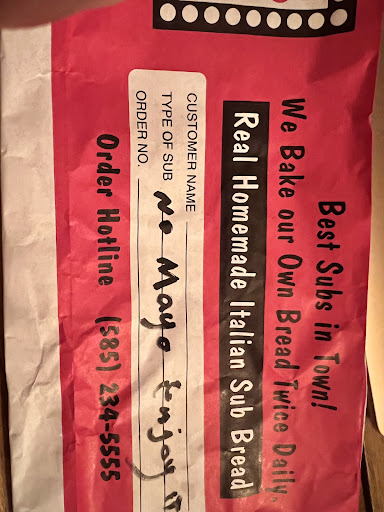 Best Subs in Town!
We Bake our Own Bread Twice Daily.
Real Homemade Italian Sub Bread
CUSTOMER NAME
TYPE OF SUB No Mayo Enjoy
ORDER NO.
Order Hotline (585) 234-5555